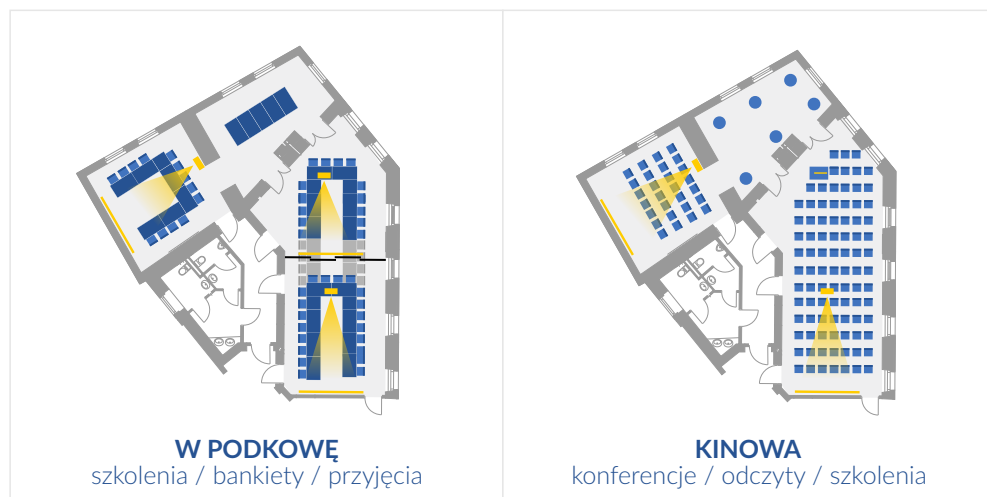 W PODKOWĘ
szkolenia / bankiety / przyjęcia
KINOWA
konferencje / odczyty / szkolenia